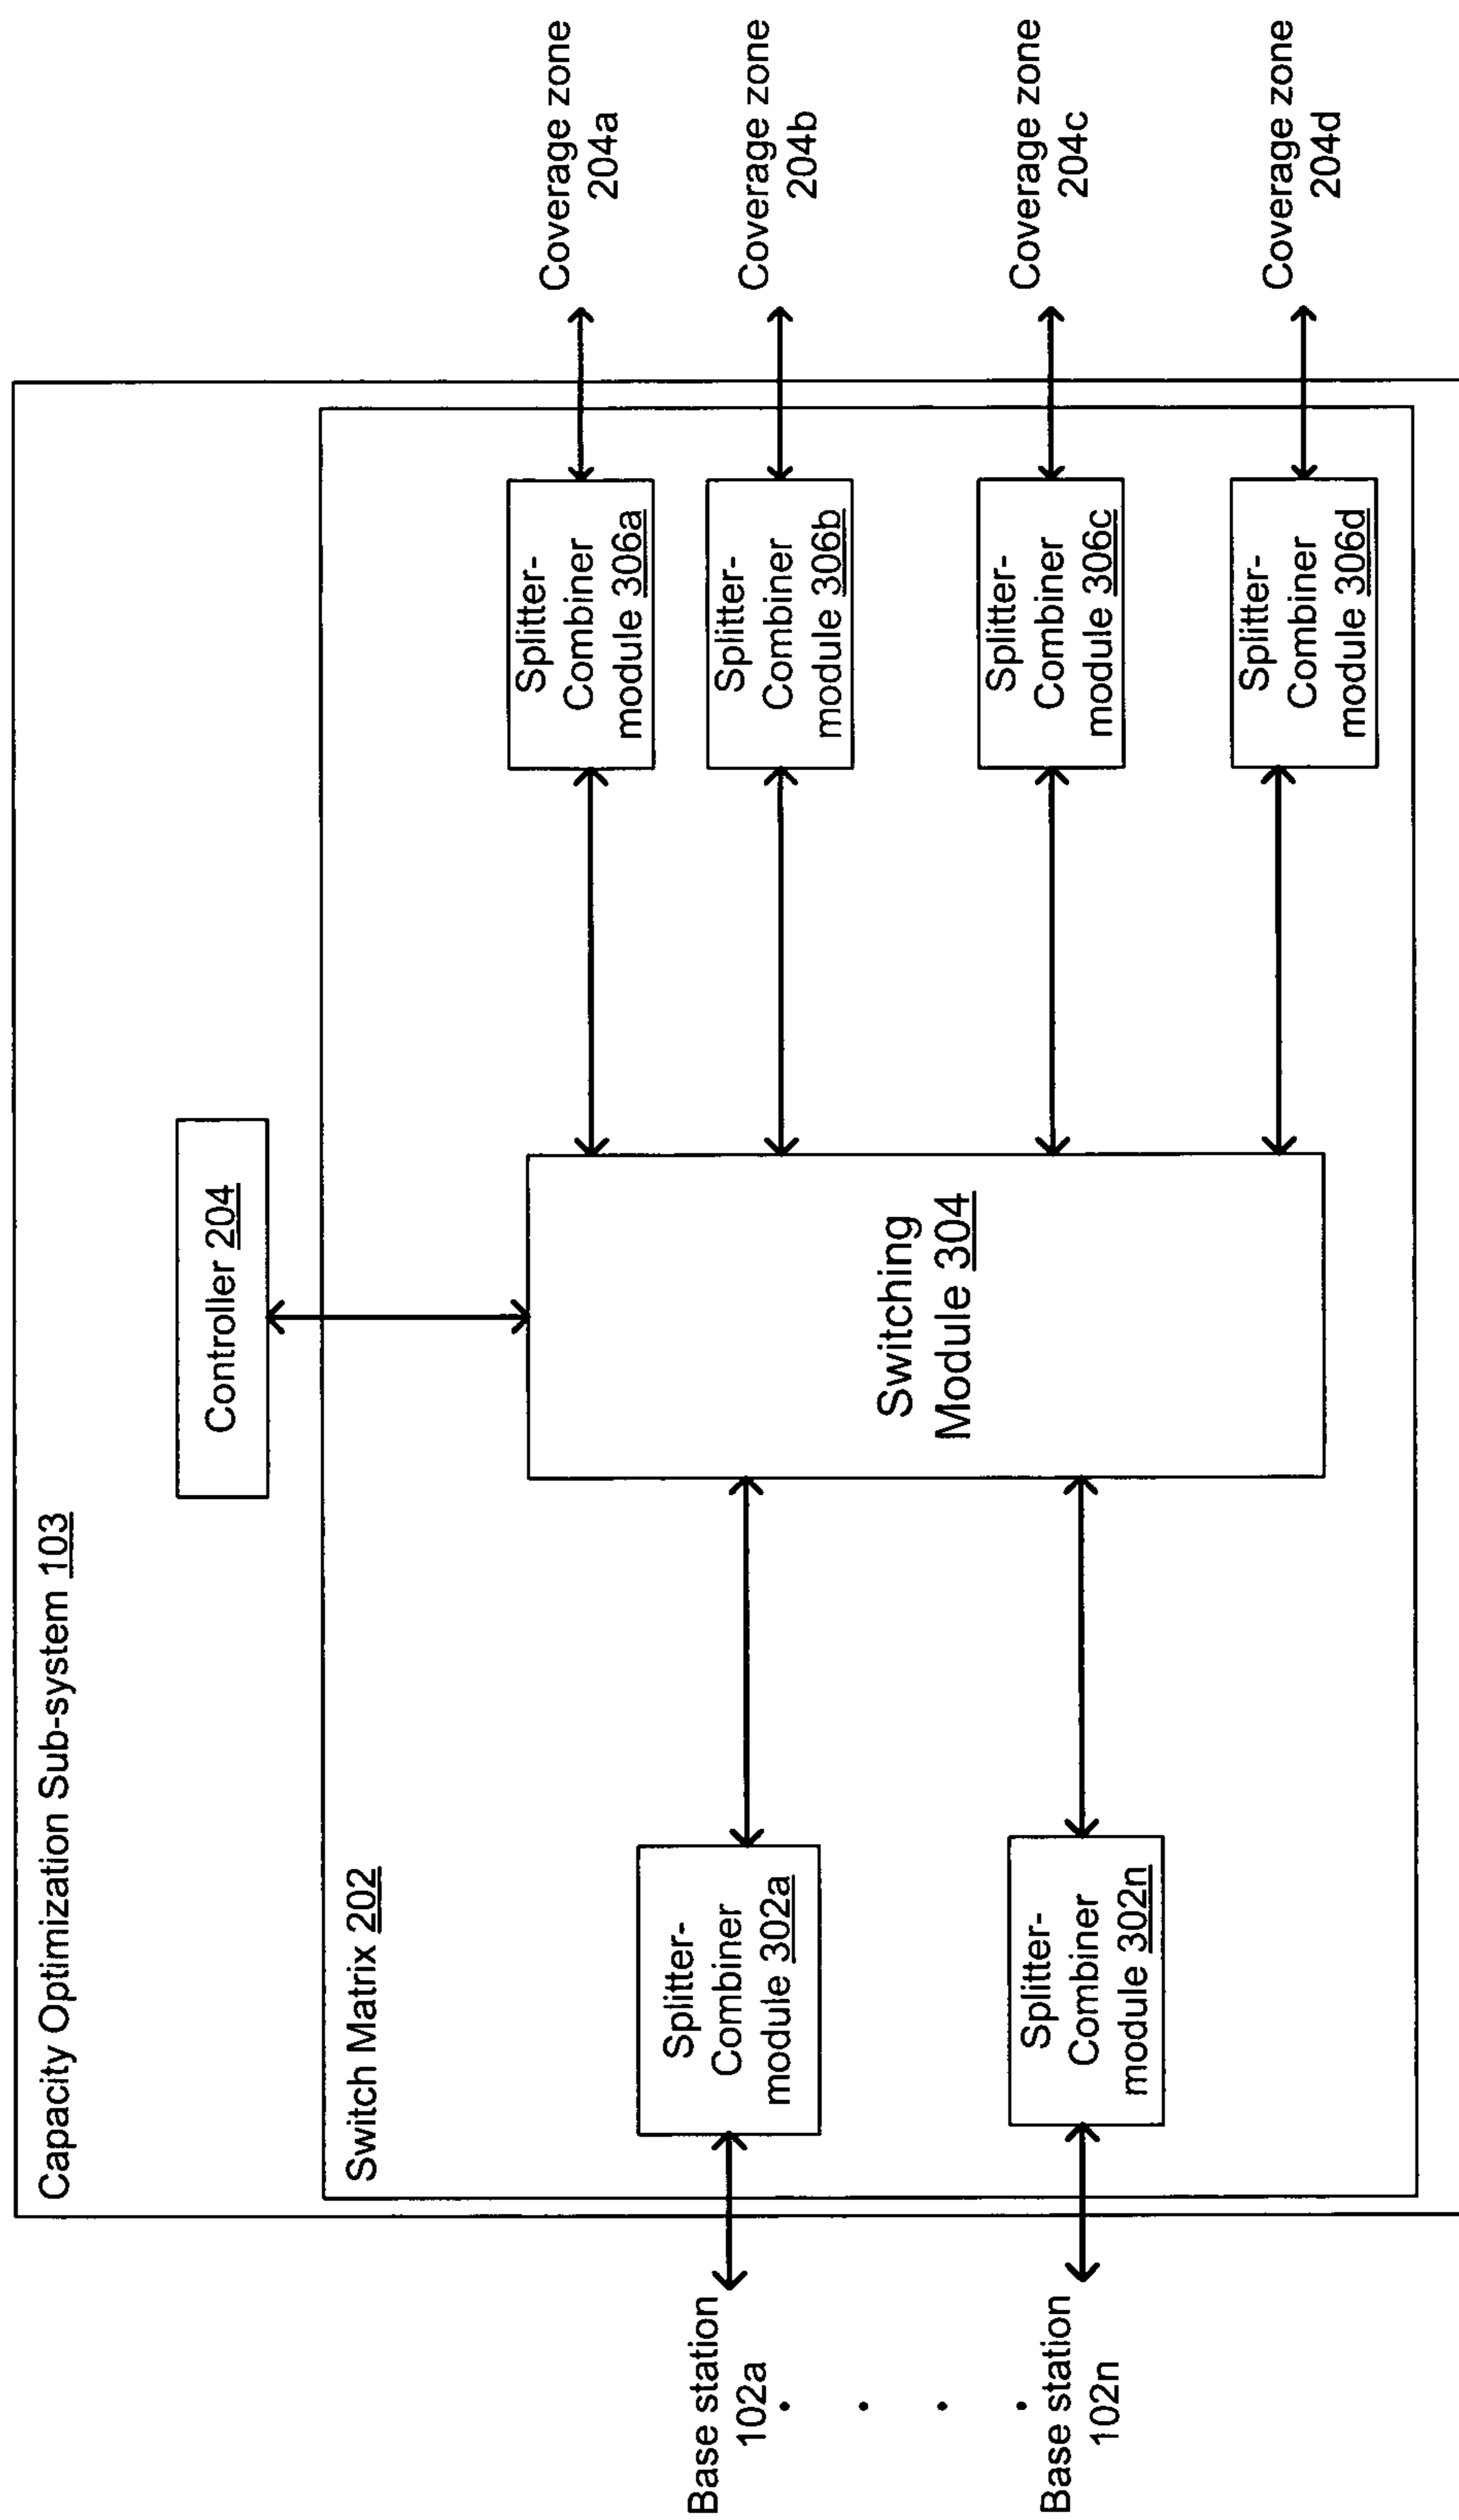 Capacity Optimization Sub-system 103
Controller 204
Switch Matrix 202
Splitter-
Combiner
module 302a
Splitter-
Combiner
module 302n
Switching
Module 304
Splitter-
Combiner
module 306a
Splitter-
Combiner
module 306b
Splitter-
Combiner
module 306c
Splitter-
Combiner
module 306d
Base station
102a
Base station
102n
Coverage zone
204a
Coverage zone
204b
Coverage zone
204c
Coverage zone
204d